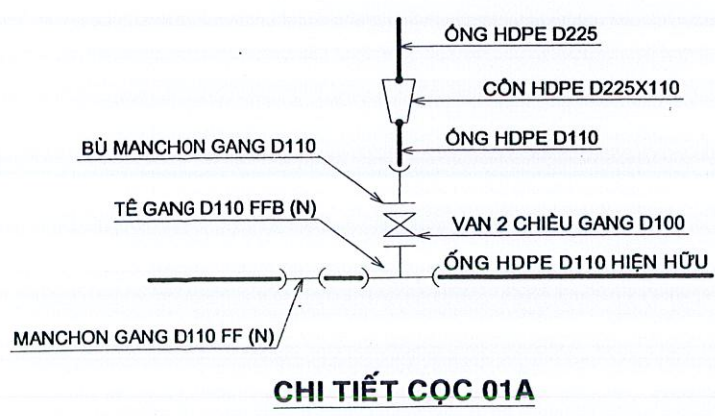 ỐNG HDPE D225
CÔN HDPE D225X110
BÙ MANCHON GANG D110
ỐNG HDPE D110
TÊ GANG D110 FFB (N)
VAN 2 CHIỀU GANG D100
ỐNG HDPE D110 HIỆN HỮU
MANCHON GANG D110 FF (N)
CHI TIẾT CỌC 01A